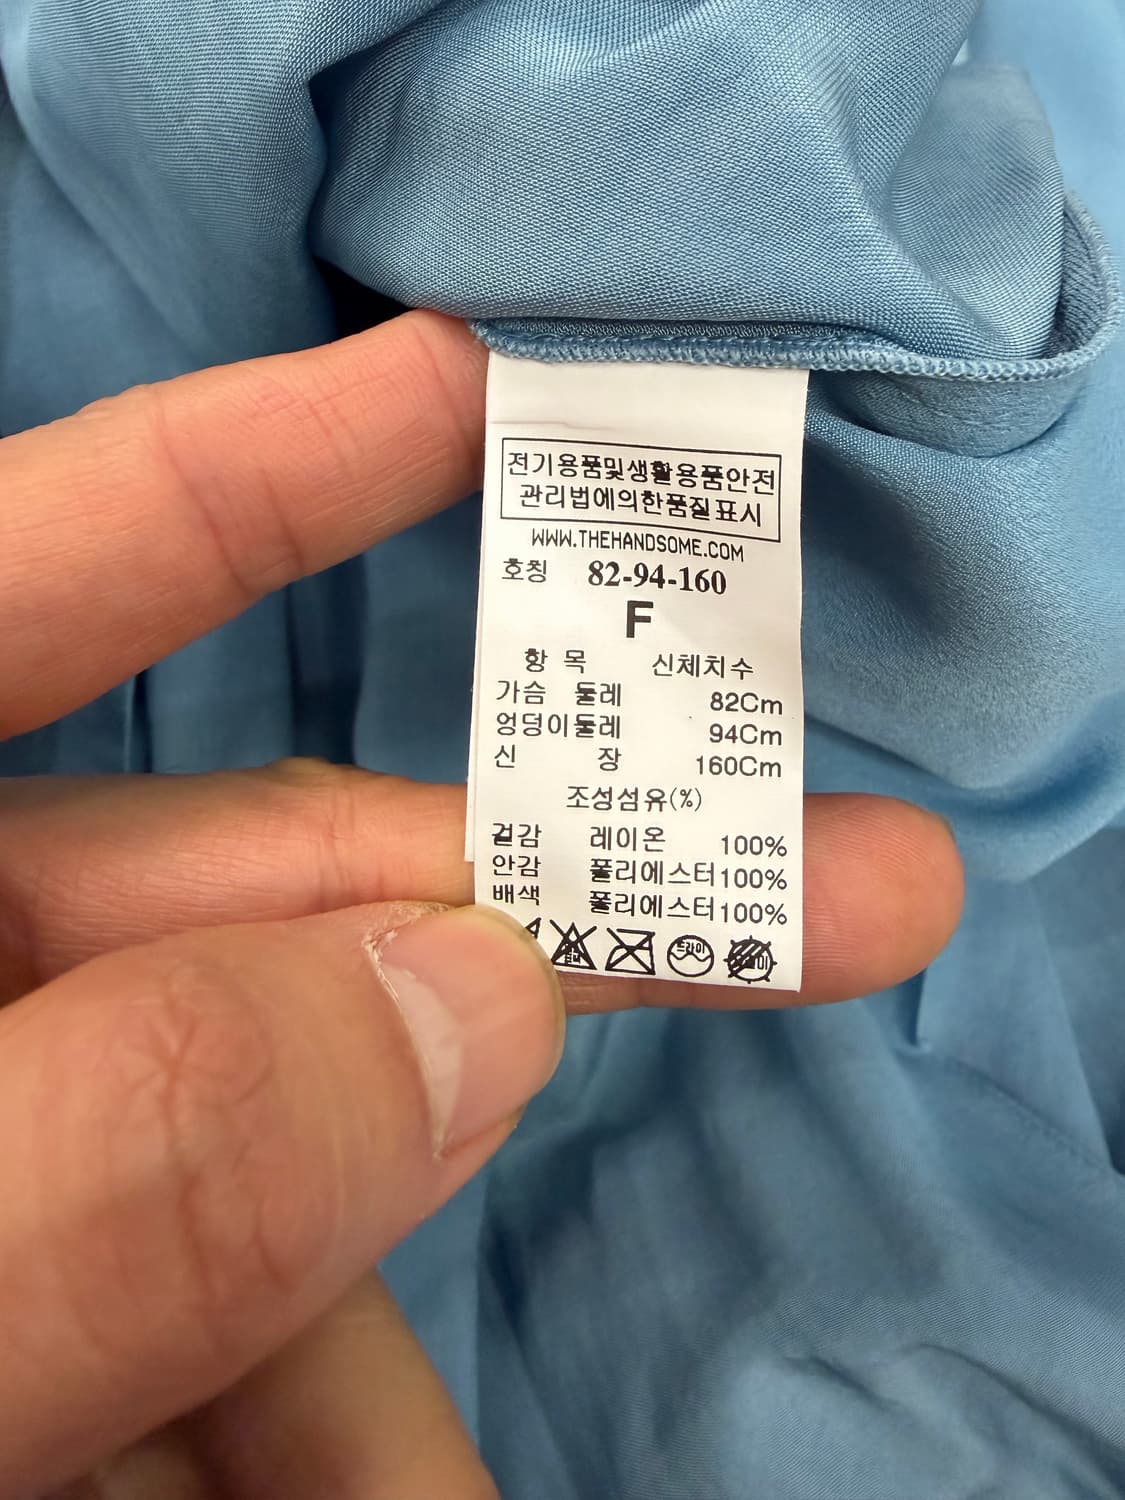 전기용품및생활용품안전
관리법에의한품질표시
WWW.THEHANDSOME.COM
호칭 82-94-160
F
항 목 신체치수
가슴 둘레 82Cm
엉덩이둘레 94Cm
신 장 160Cm
조성섬유(%)
겉감 레이온 100%
안감 폴리에스터100%
배색 폴리에스터100%
드라이